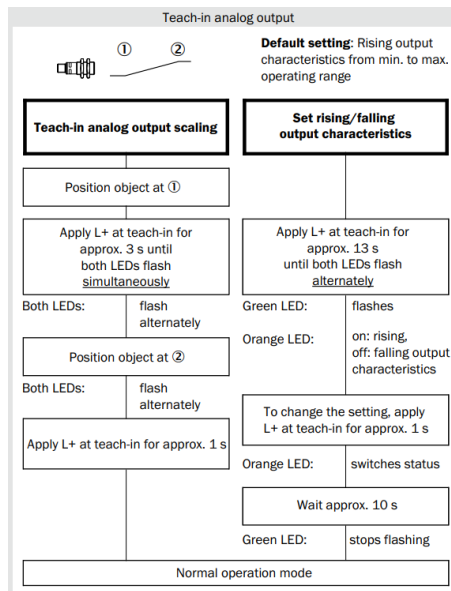 Teach-in analog output
① ②
Default setting: Rising output
characteristics from min. to max.
operating range
Teach-in analog output scaling
Position object at ①
Apply L+ at teach-in for
approx. 3 s until
both LEDs flash
simultaneously
Both LEDs: flash
alternately
Position object at ②
Both LEDs: flash
alternately
Apply L+ at teach-in for approx. 1 s
Set rising/falling
output characteristics
Apply L+ at teach-in for
approx. 13 s
until both LEDs flash
alternately
Green LED: flashes
Orange LED: on: rising,
off: falling output
characteristics
To change the setting, apply
L+ at teach-in for approx. 1 s
Orange LED: switches status
Wait approx. 10 s
Green LED: stops flashing
Normal operation mode